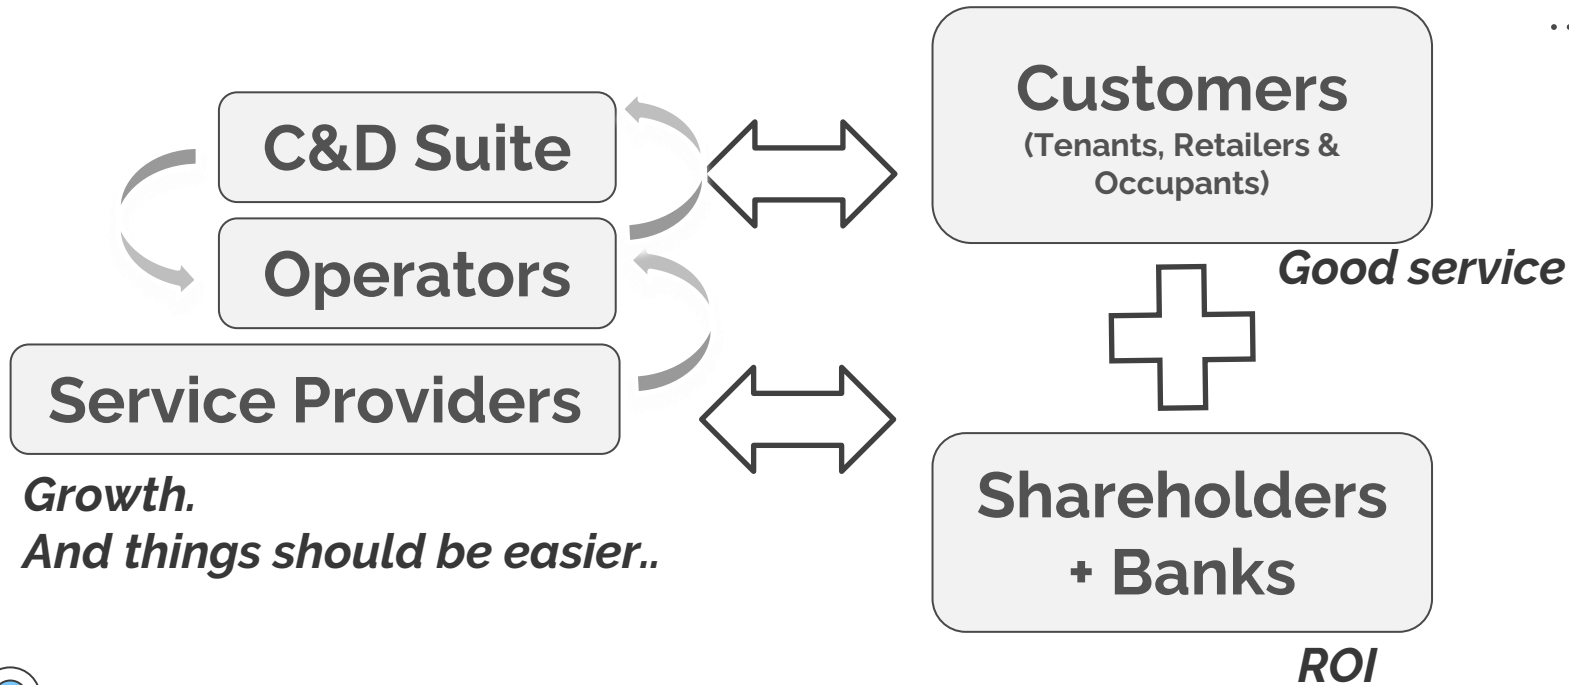 C&D Suite
Operators
Service Providers
Growth.
And things should be easier..
Customers
(Tenants, Retailers &
Occupants)
Good service
Shareholders
+ Banks
ROI